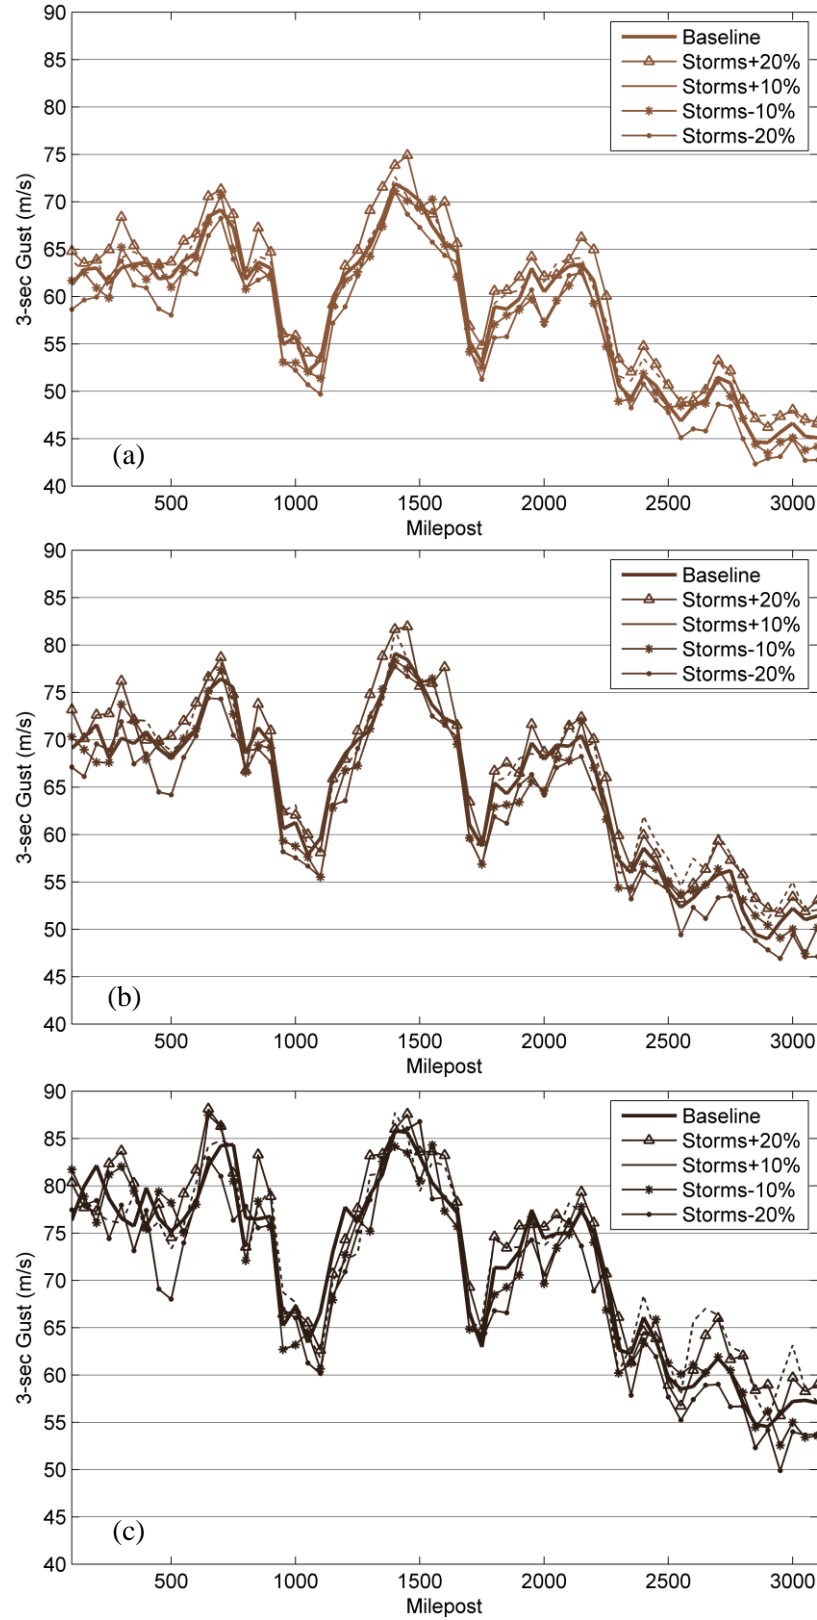 90
85
80
75
70
65
60
55
50
45
40
3-sec Gust (m/s)
Baseline
Storms+20%
Storms+10%
Storms-10%
Storms-20%
(a)
500 1000 1500 2000 2500 3000
Milepost
90
85
80
75
70
65
60
55
50
45
40
3-sec Gust (m/s)
Baseline
Storms+20%
Storms+10%
Storms-10%
Storms-20%
(b)
500 1000 1500 2000 2500 3000
Milepost
90
85
80
75
70
65
60
55
50
45
40
3-sec Gust (m/s)
Baseline
Storms+20%
Storms+10%
Storms-10%
Storms-20%
(c)
500 1000 1500 2000 2500 3000
Milepost